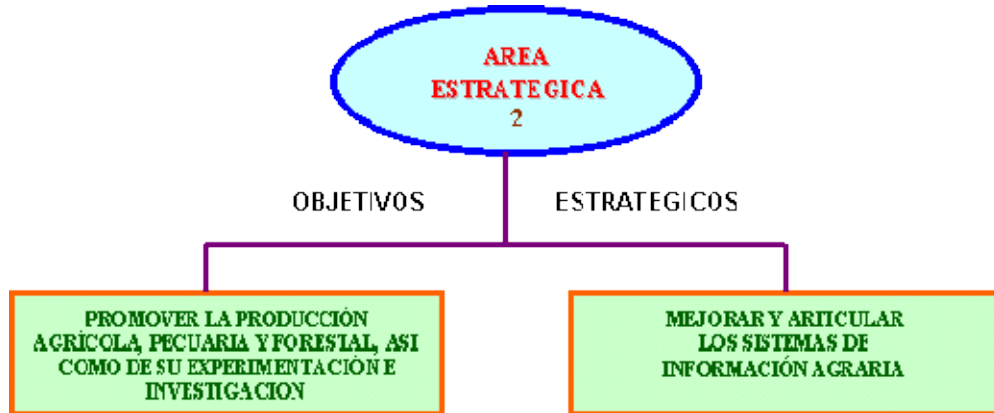 AREA
ESTRATEGICA
2
OBJETIVOS ESTRATEGICOS
PROMOVER LA PRODUCCIÓN
AGRÍCOLA, PECUARIA Y FORESTAL, ASI
COMO DE SU EXPERIMENTACIÓN E
INVESTIGACION
MEJORAR Y ARTICULAR
LOS SISTEMAS DE
INFORMACIÓN AGRARIA